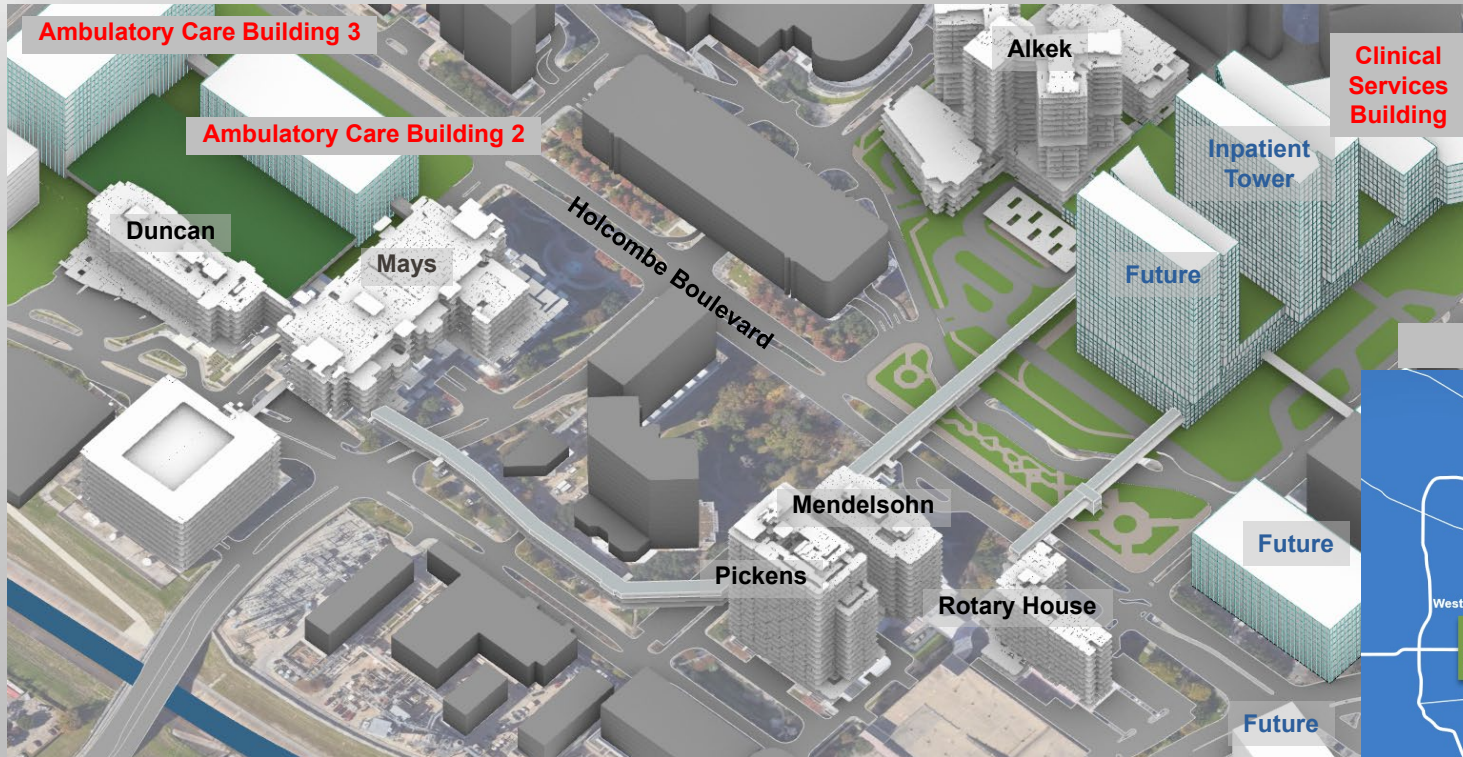 Ambulatory Care Building 3
Ambulatory Care Building 2
Alkek
Clinical
Services
Building
Inpatient
Tower
Duncan
Mays
Holcombe Boulevard
Future
Mendelsohn
Pickens
Rotary House
Future
West
Future